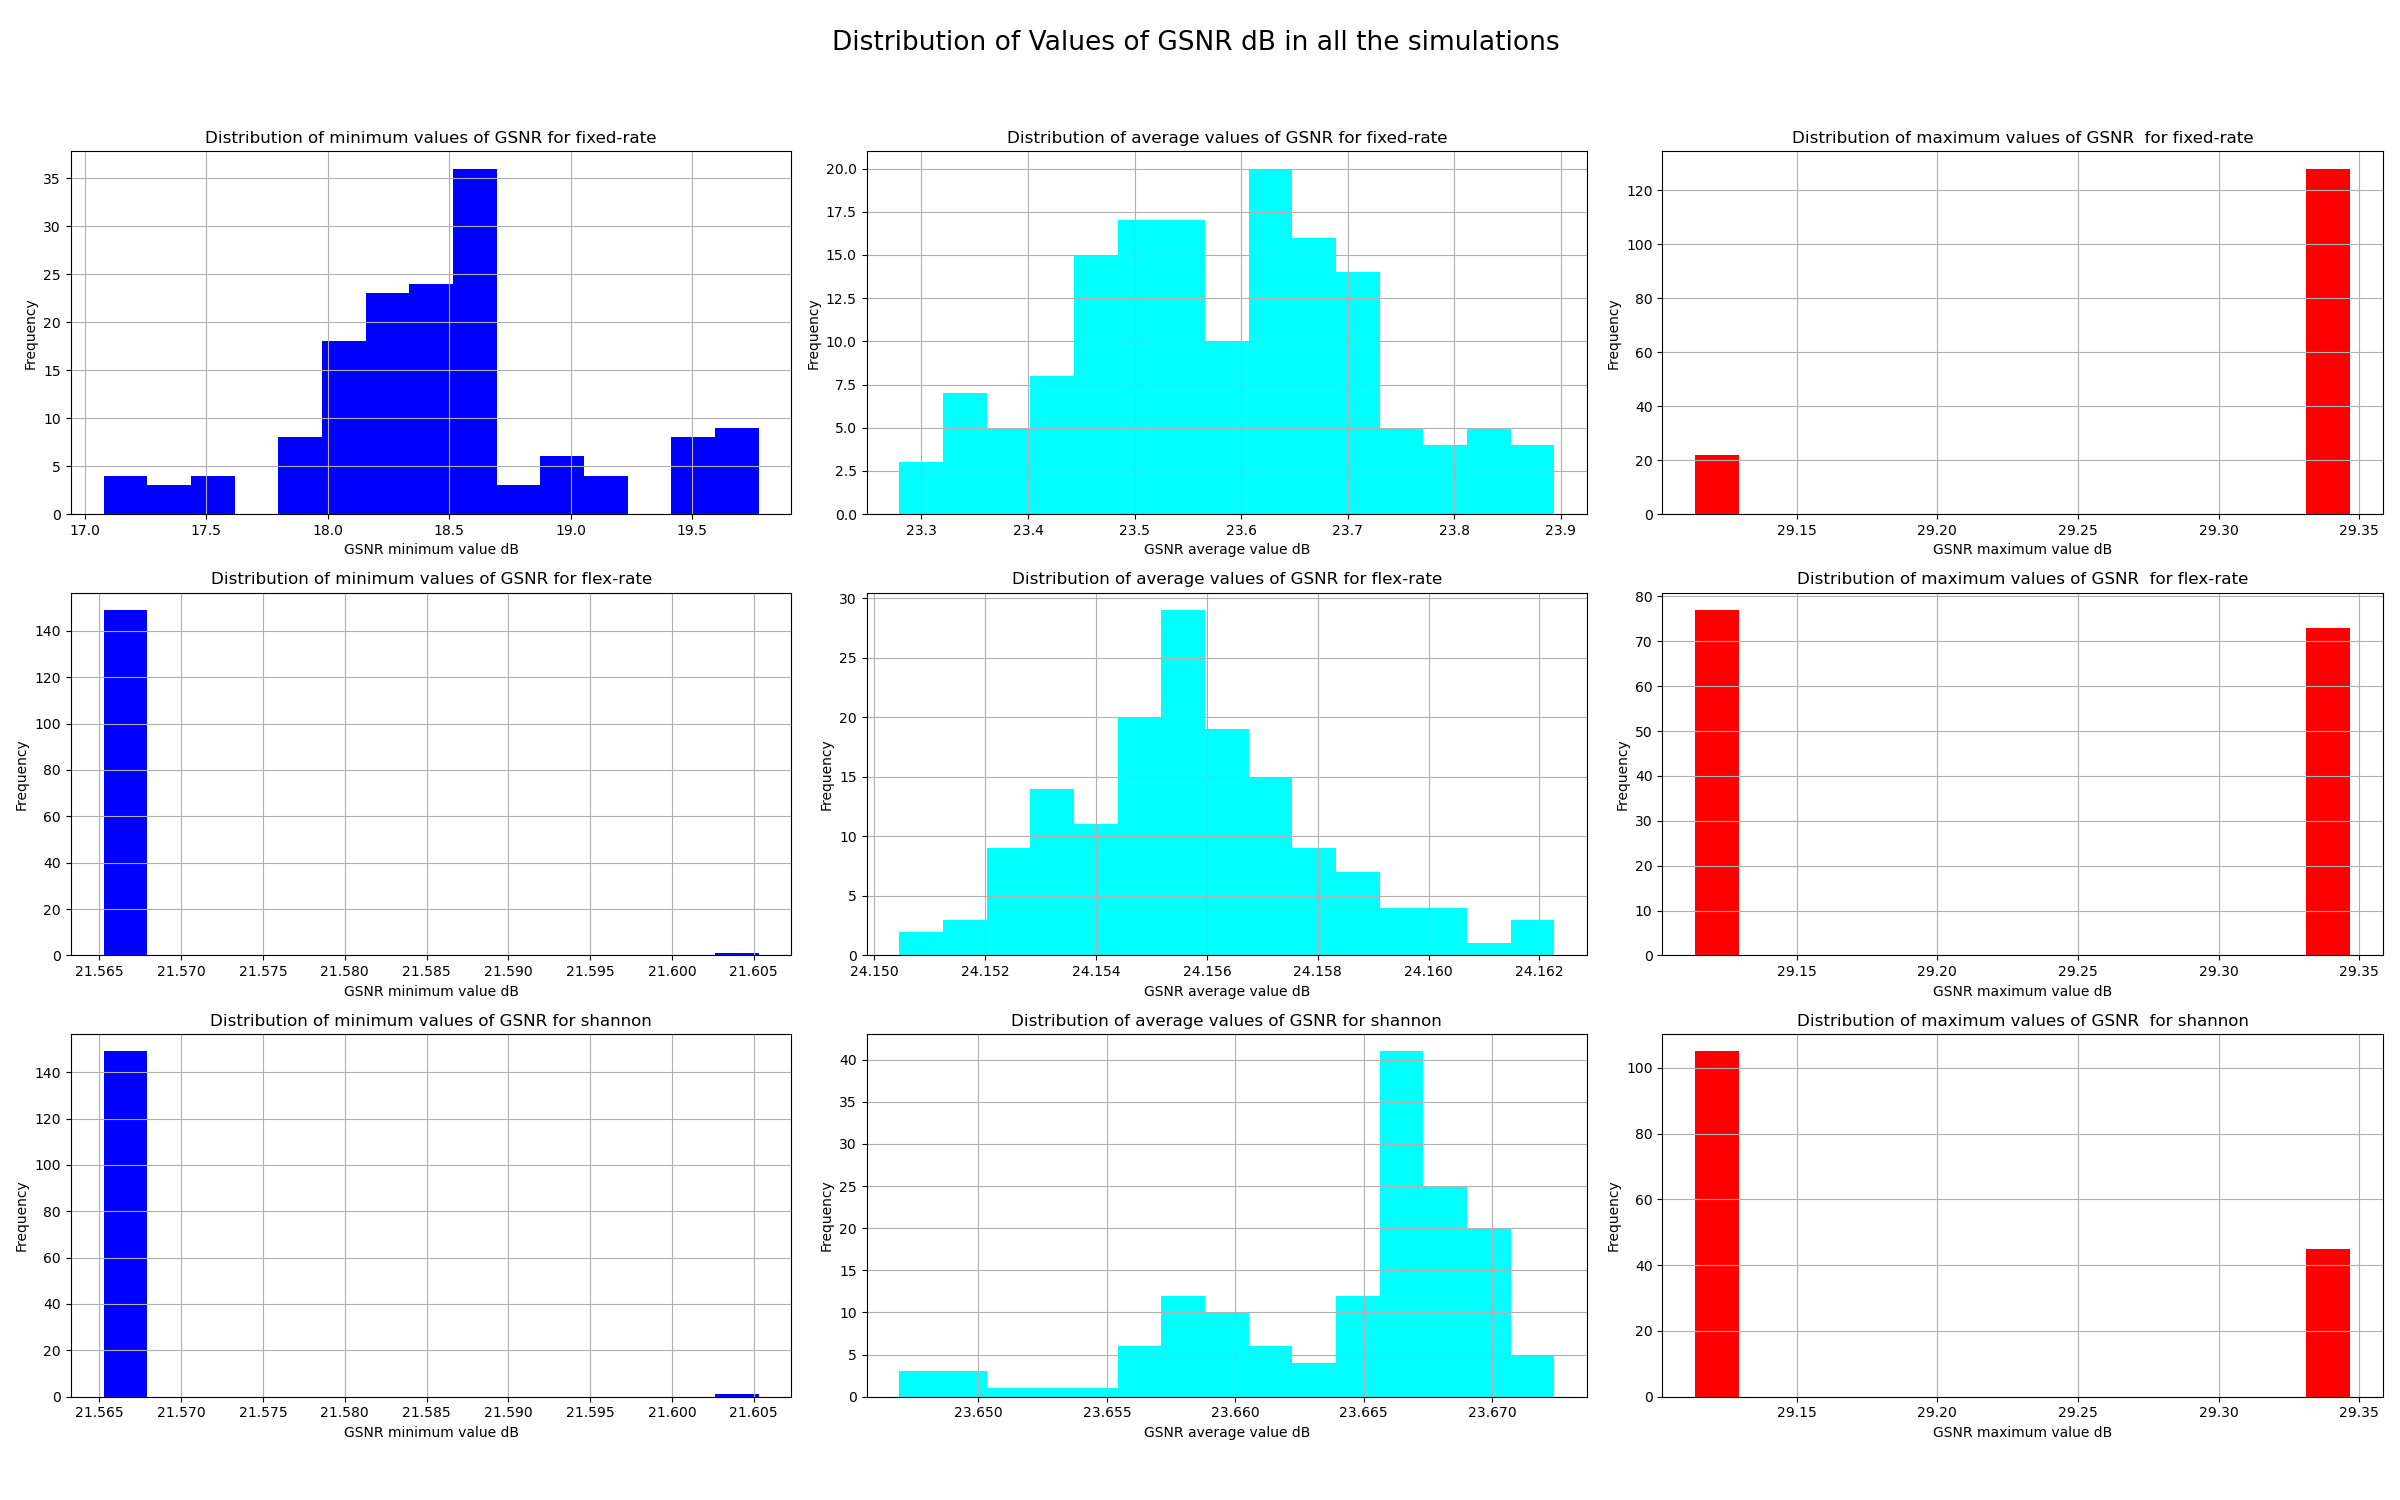 Distribution of Values of GSNR dB in all the simulations
Distribution of minimum values of GSNR for fixed-rate
Frequency
35
30
25
20
15
10
5
0
17.0 17.5 18.0 18.5 19.0 19.5
GSNR minimum value dB
Distribution of average values of GSNR for fixed-rate
Frequency
20.0
17.5
15.0
12.5
10.0
7.5
5.0
2.5
0.0
23.3 23.4 23.5 23.6 23.7 23.8 23.9
GSNR average value dB
Distribution of maximum values of GSNR  for fixed-rate
Frequency
120
100
80
60
40
20
0
29.15 29.20 29.25 29.30 29.35
GSNR maximum value dB
Distribution of minimum values of GSNR for flex-rate
Frequency
140
120
100
80
60
40
20
0
21.565 21.570 21.575 21.580 21.585 21.590 21.595 21.600 21.605
GSNR minimum value dB
Distribution of average values of GSNR for flex-rate
Frequency
30
25
20
15
10
5
0
24.150 24.152 24.154 24.156 24.158 24.160 24.162
GSNR average value dB
Distribution of maximum values of GSNR  for flex-rate
Frequency
80
70
60
50
40
30
20
10
0
29.15 29.20 29.25 29.30 29.35
GSNR maximum value dB
Distribution of minimum values of GSNR for shannon
Frequency
140
120
100
80
60
40
20
0
21.565 21.570 21.575 21.580 21.585 21.590 21.595 21.600 21.605
GSNR minimum value dB
Distribution of average values of GSNR for shannon
Frequency
40
35
30
25
20
15
10
5
0
23.650 23.655 23.660 23.665 23.670
GSNR average value dB
Distribution of maximum values of GSNR  for shannon
Frequency
100
80
60
40
20
0
29.15 29.20 29.25 29.30 29.35
GSNR maximum value dB